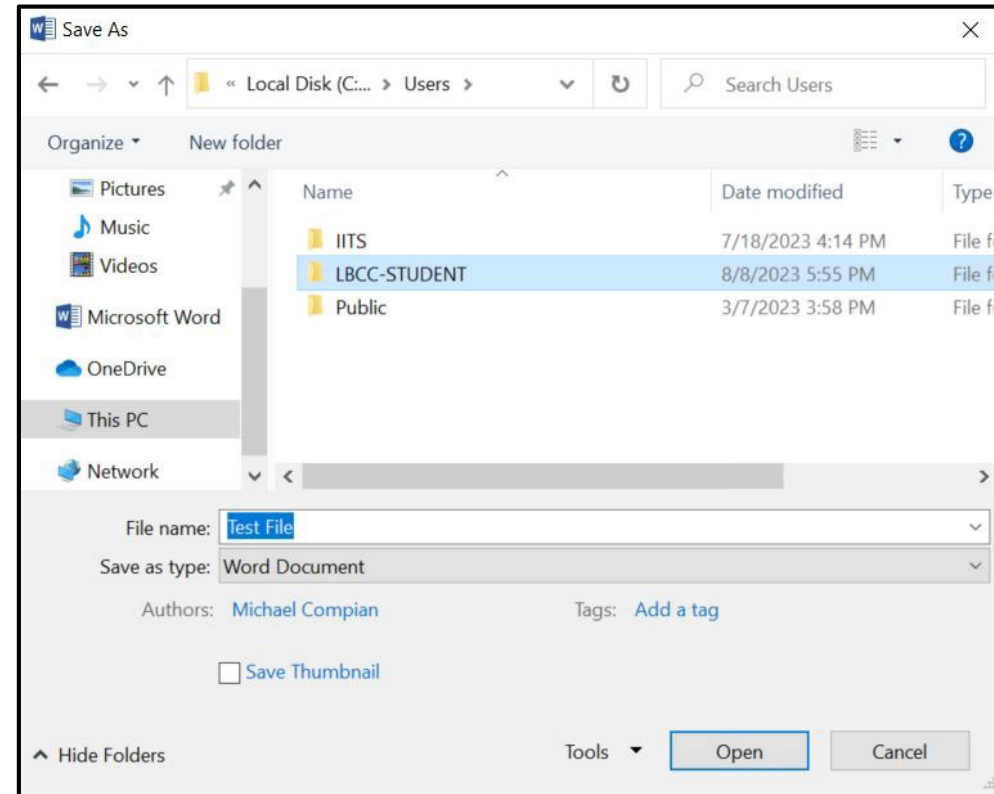 Save As
« Local Disk (C:... > Users >
Search Users
Organize
New folder
Pictures
Music
Videos
Microsoft Word
OneDrive
This PC
Network
Name Date modified Type
IITS 7/18/2023 4:14 PM File f
LBCC-STUDENT 8/8/2023 5:55 PM File f
Public 3/7/2023 3:58 PM File f
File name: Test File
Save as type: Word Document
Authors: Michael Compian Tags: Add a tag
Save Thumbnail
Hide Folders Tools Open Cancel